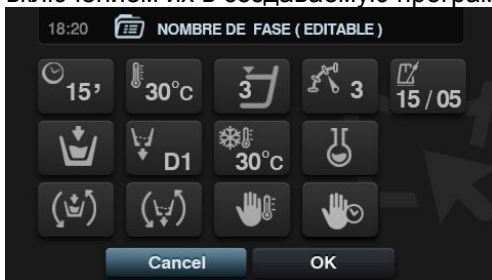 включением их в создаваемую програм
18:20 NOMBRE DE FASE ( EDITABLE )
15’ 30°C 3 3 15 / 05
D1 30°C
Cancel OK